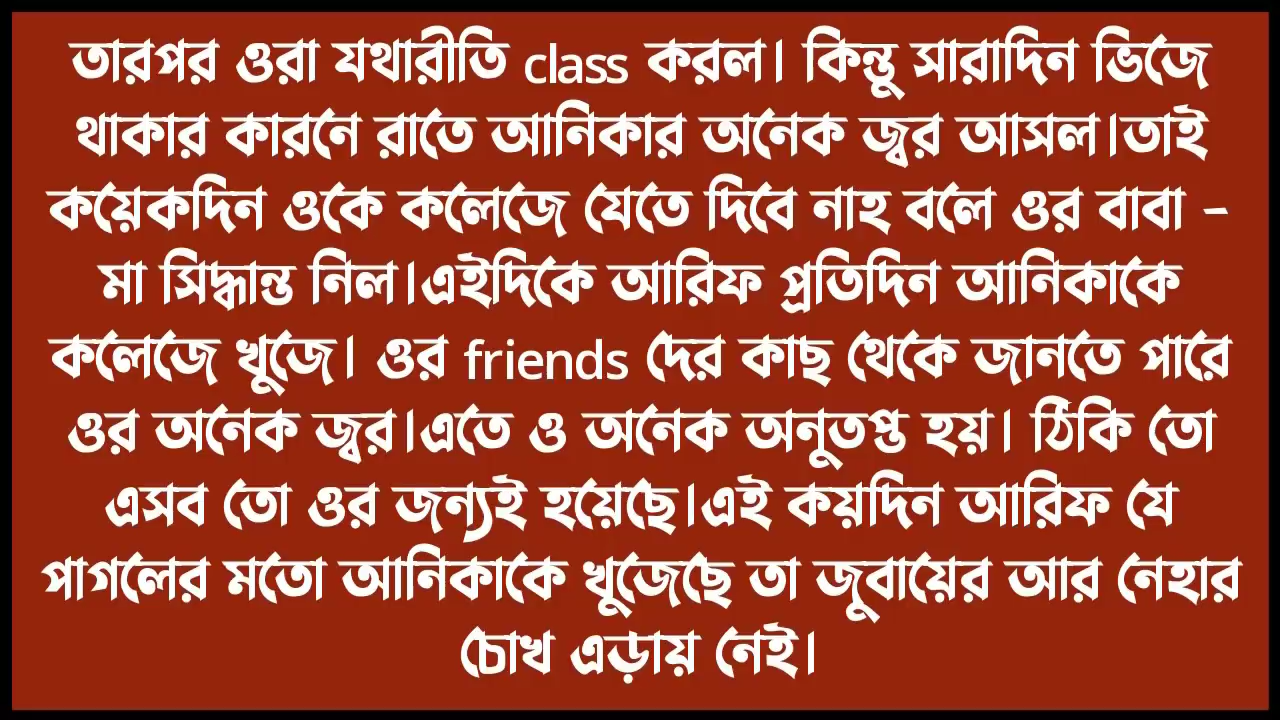 তারপর ওরা যথারীতি class করল। কিন্তু সারাদিন ভিজে
থাকার কারনে রাতে আনিকার অনেক জ্বর আসল।তাই
কয়েকদিন ওকে কলেজে যেতে দিবে নাহ বলে ওর বাবা -
মা সিদ্ধান্ত নিল।এইদিকে আরিফ প্রতিদিন আনিকাকে
কলেজে খুজে। ওর friends দের কাছ থেকে জানতে পারে
ওর অনেক জ্বর।এতে ও অনেক অনুতপ্ত হয়। ঠিকি তো
এসব তো ওর জন্যই হয়েছে।এই কয়দিন আরিফ যে
পাগলের মতো আনিকাকে খুজেছে তা জুবায়ের আর নেহার
চোখ এড়ায় নেই।